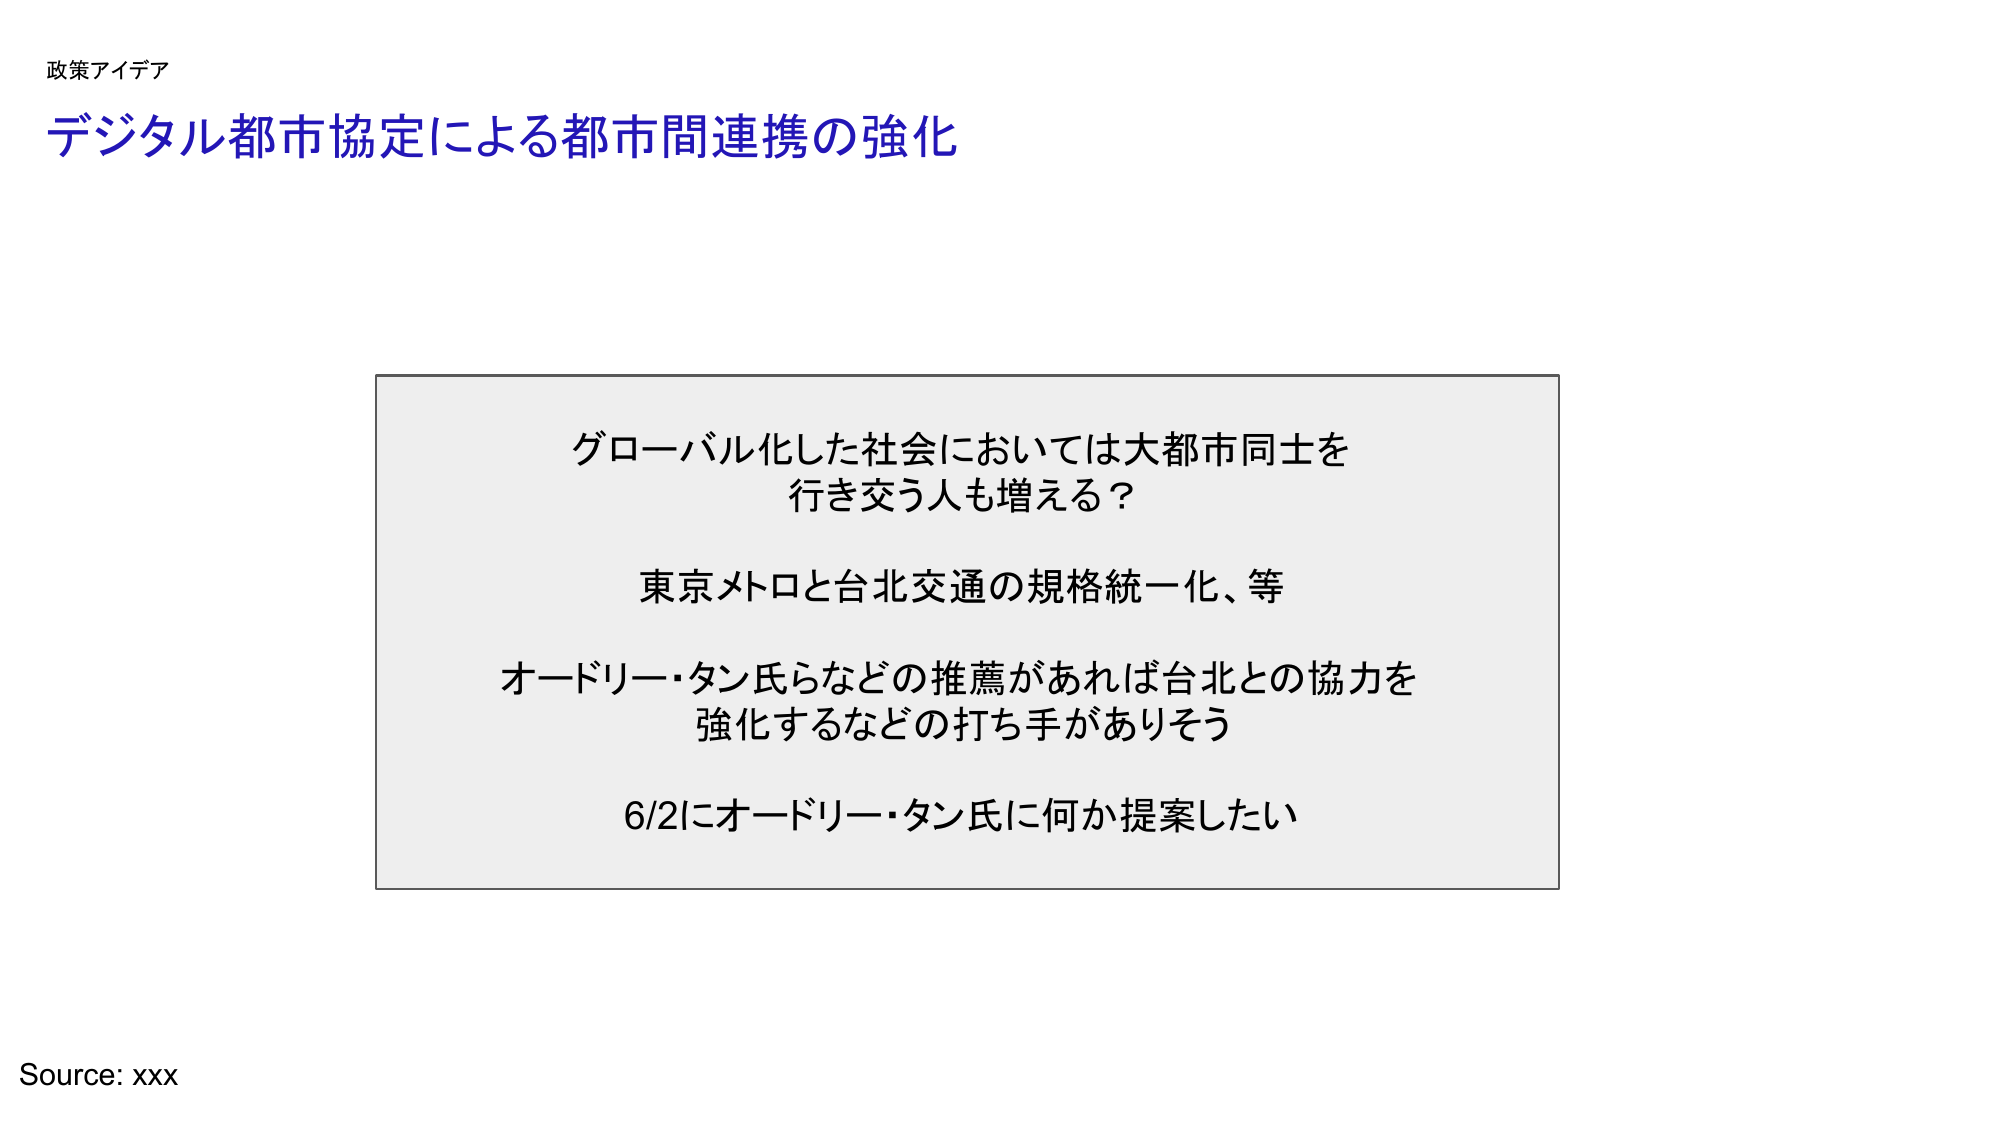 政策アイデア
デジタル都市協定による都市間連携の強化
グローバル化した社会においては大都市同士を
行き交う人も増える？
東京メトロと台北交通の規格統一化、等
オードリー・タン氏らなどの推薦があれば台北との協力を
強化するなどの打ち手がありそう
6/2にオードリー・タン氏に何か提案したい
Source: xxx